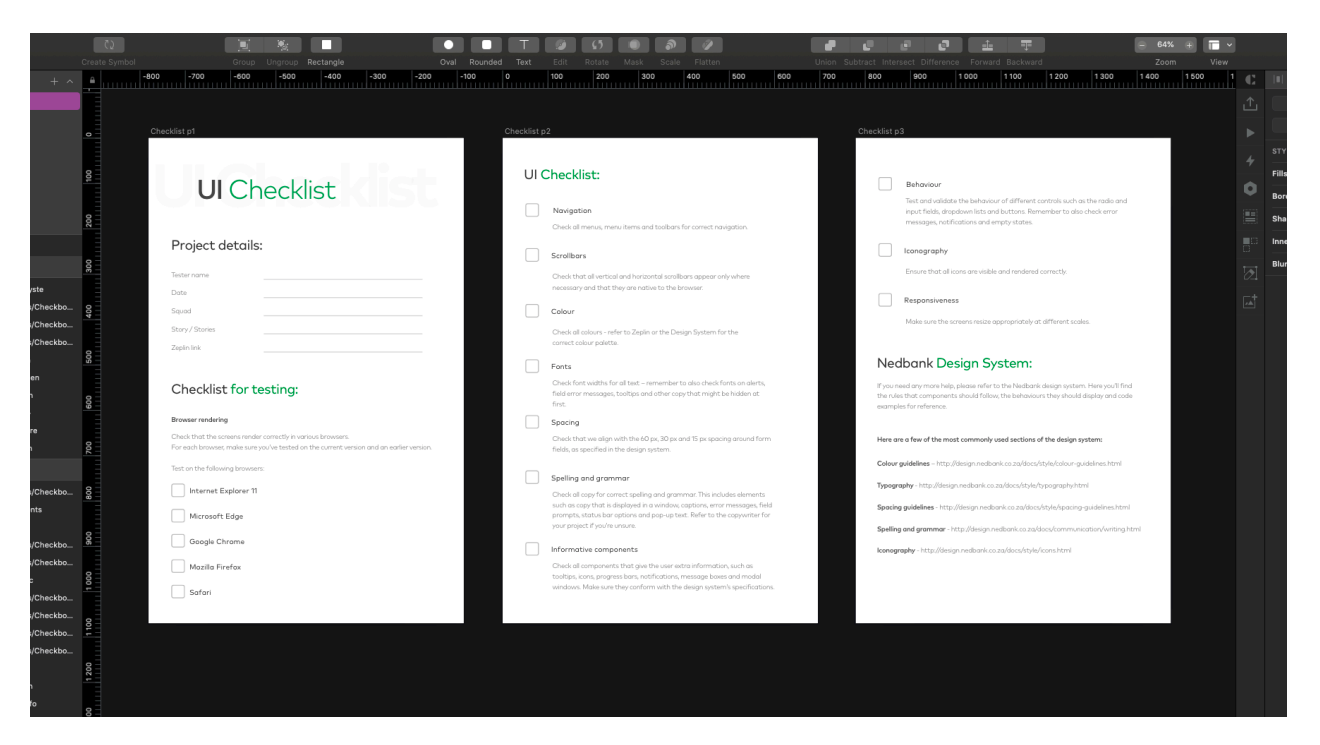 Create Symbol
Group
Ungroup
Rectangle
Oval
Rounded
Text
Edit
Rotate
Mask
Scale
Flatten
Union
Subtract
Intersect
Difference
Forward
Backward
64%
Zoom
View
-800 -700 -600 -500 -400 -300 -200 -100 0 100 200 300 400 500 600 700 800 900 1 000 1 100 1 200 1 300 1 400 1 500 1
0
100
200
300
400
500
600
700
800
900
1 000
1 100
1 200
00
yste
/Checkbo...
/Checkbo...
/Checkbo...
en
re
/Checkbo...
nts
/Checkbo...
/Checkbo...
/Checkbo...
/Checkbo...
/Checkbo...
/Checkbo...
fo
Checklist p1
UI Checklist
UI Checklist
Project details:
Tester name
Date
Squad
Story / Stories
Zeplin link
Checklist for testing:
Browser rendering
Check that the screens render correctly in various browsers.
For each browser, make sure you've tested on the current version and an earlier version.
Test on the following browsers:
Internet Explorer 11
Microsoft Edge
Google Chrome
Mozilla Firefox
Safari
Checklist p2
UI Checklist:
Navigation
Check all menus, menu items and toolbars for correct navigation.
Scrollbars
Check that all vertical and horizontal scrollbars appear only where
necessary and that they are native to the browser.
Colour
Check all colours - refer to Zeplin or the Design System for the
correct colour palette.
Fonts
Check font widths for all text – remember to also check fonts on alerts,
field error messages, tooltips and other copy that might be hidden at
first.
Spacing
Check that we align with the 60 px, 30 px and 15 px spacing around form
fields, as specified in the design system.
Spelling and grammar
Check all copy for correct spelling and grammar. This includes elements
such as copy that is displayed in a window, captions, error messages, field
prompts, status bar options and pop-up text. Refer to the copywriter for
your project if you're unsure.
Informative components
Check all components that give the user extra information, such as
tooltips, icons, progress bars, notifications, message boxes and modal
windows. Make sure they conform with the design system's specifications.
Checklist p3
Behaviour
Test and validate the behaviour of different controls such as the radio and
input fields, dropdown lists and buttons. Remember to also check error
messages, notifications and empty states.
Iconography
Ensure that all icons are visible and rendered correctly.
Responsiveness
Make sure the screens resize appropriately at different scales.
Nedbank Design System:
If you need any more help, please refer to the Nedbank design system. Here you'll find
the rules that components should follow, the behaviours they should display and code
examples for reference.
Here are a few of the most commonly used sections of the design system:
Colour guidelines – http://design.nedbank.co.za/docs/style/colour-guidelines.html
Typography - http://design.nedbank.co.za/docs/style/typography.html
Spacing guidelines - http://design.nedbank.co.za/docs/style/spacing-guidelines.html
Spelling and grammar - http://design.nedbank.co.za/docs/communication/writing.html
Iconography - http://design.nedbank.co.za/docs/style/icons.html
STY
Fills
Bor
Sha
Inne
Blur